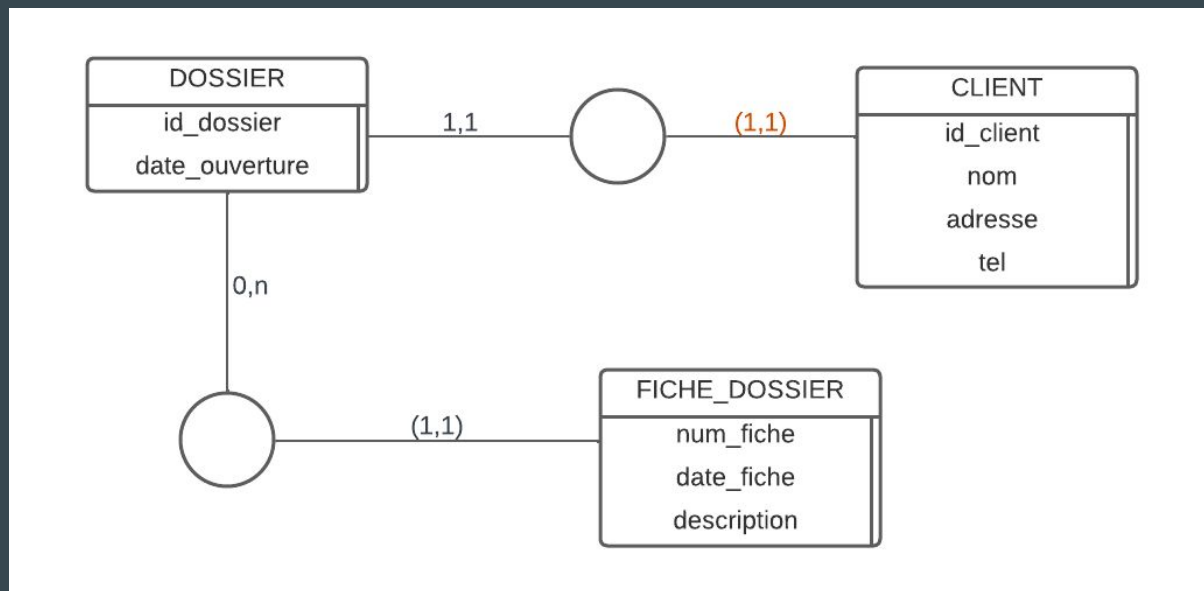 DOSSIER
id_dossier
date_ouverture
1,1
(1,1)
CLIENT
id_client
nom
adresse
tel
0,n
(1,1)
FICHE_DOSSIER
num_fiche
date_fiche
description